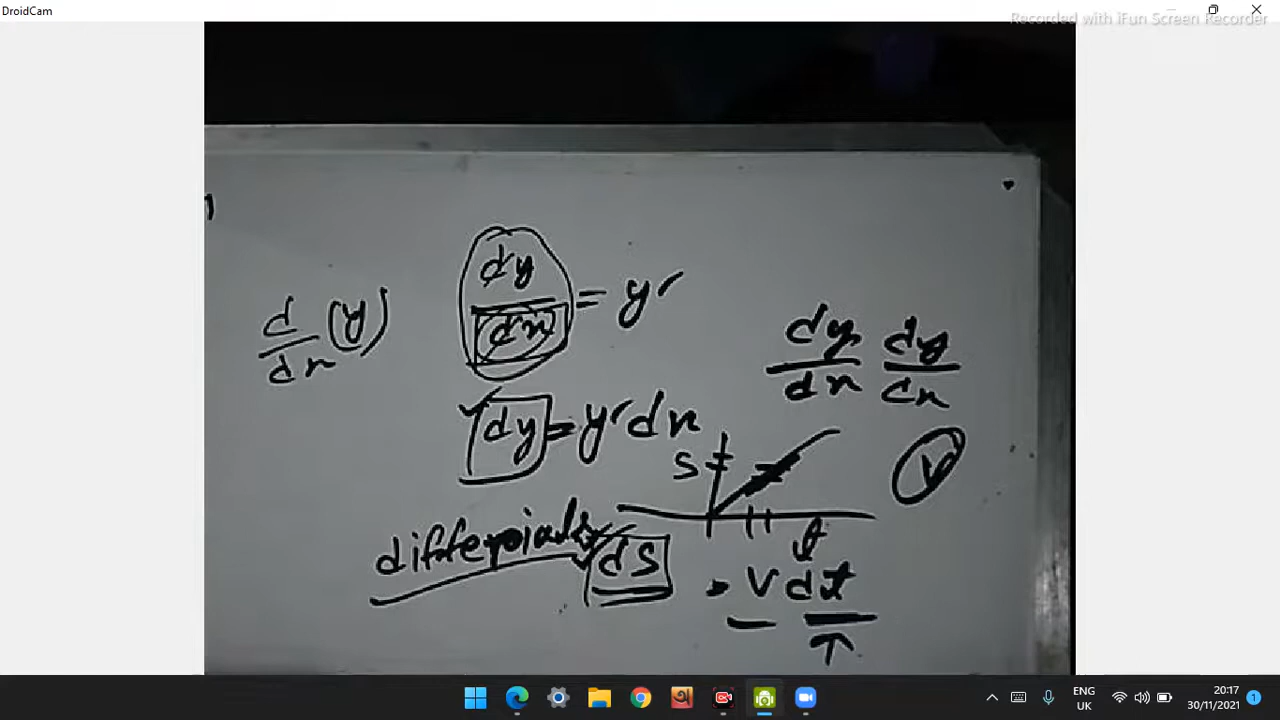 DroidCam
Recorded with iFun Screen Recorder
d/dx (y)
dy/dx = y'
dy/dx dy/dx
dy = y'dx
S
V
t
dS = V dt
ENG
UK
20:17
30/11/2021
1